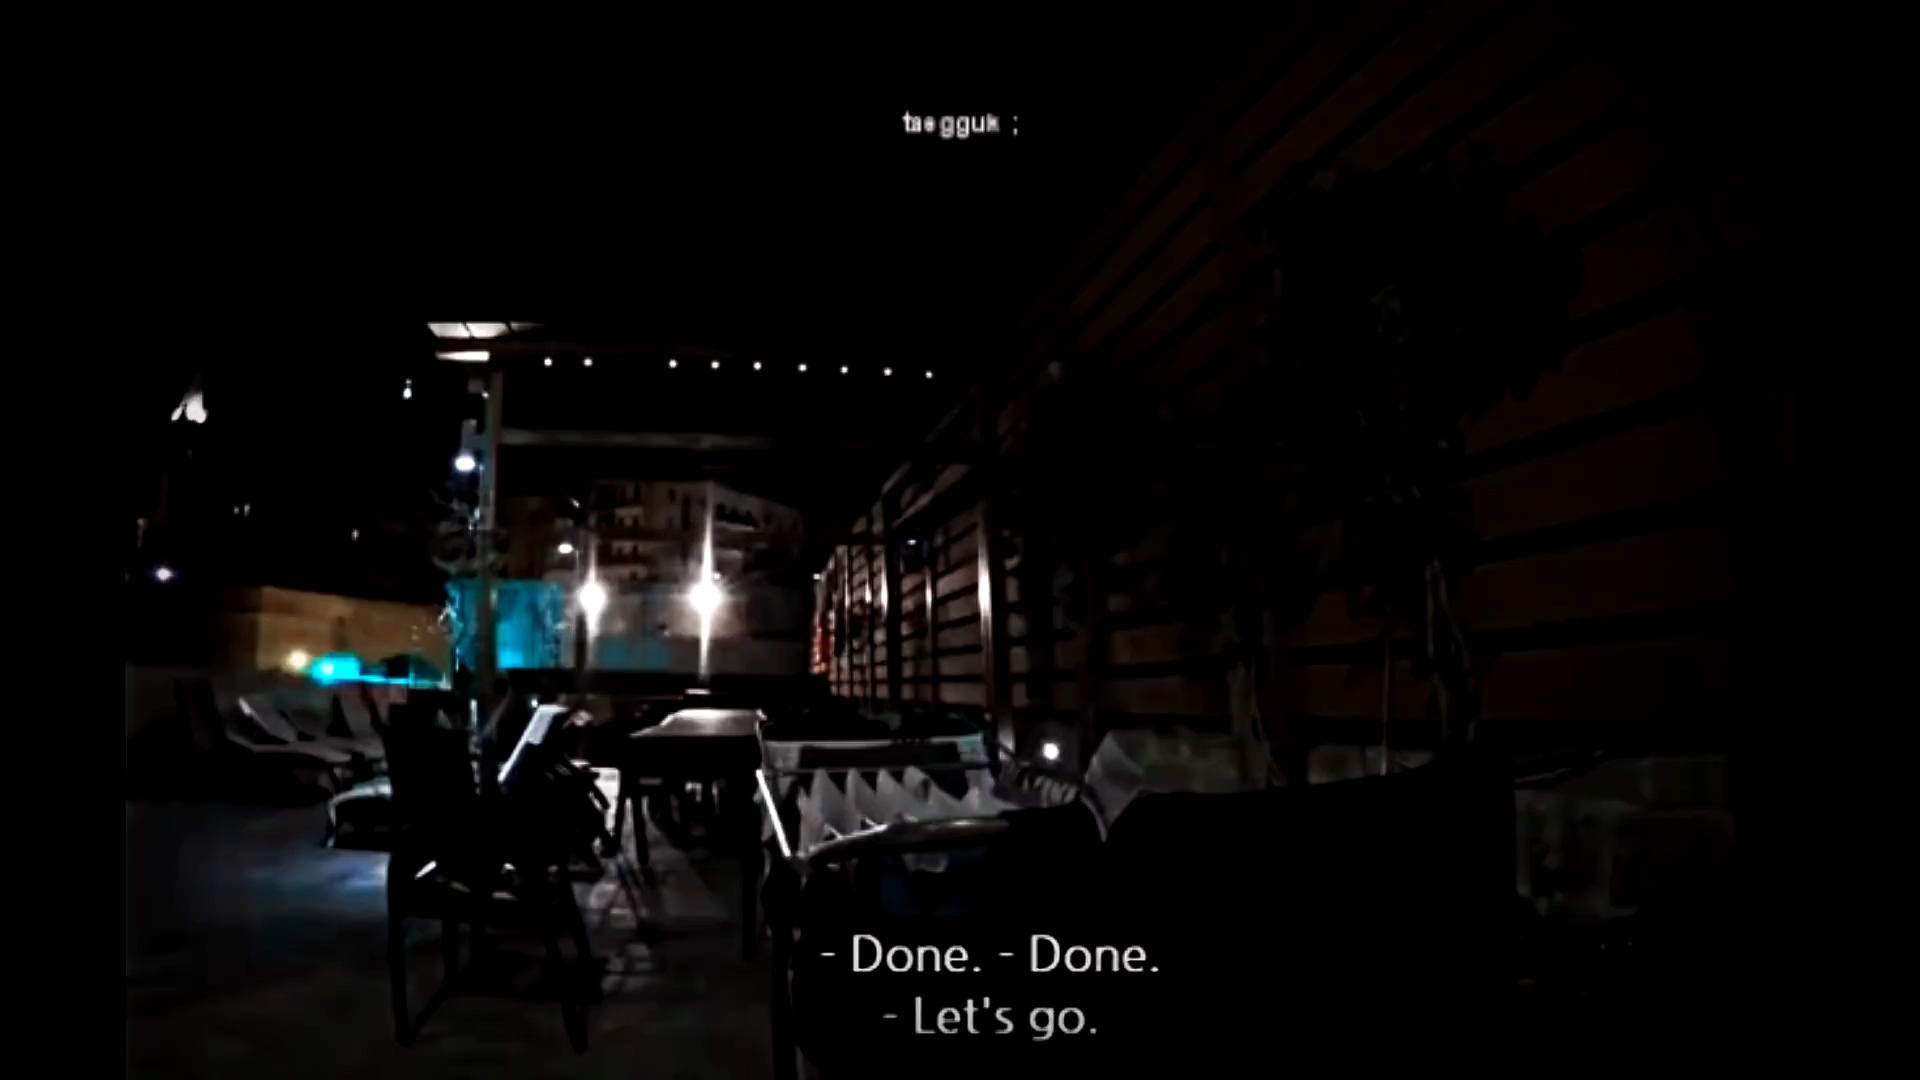 taegguk ;
- Done. - Done.
- Let's go.